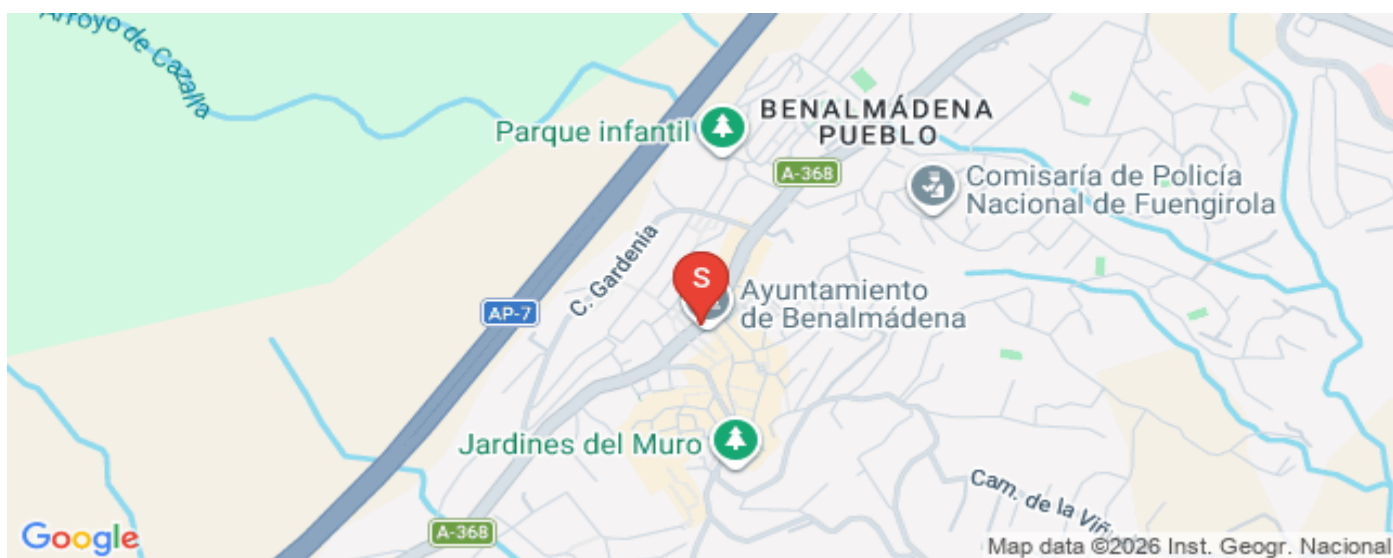 Arroyo de Cazalla
Parque infantil
BENALMÁDENA
PUEBLO
A-368
Comisaría de Policía
Nacional de Fuengirola
C. Gardenia
S
AP-7
Ayuntamiento
de Benalmádena
Jardines del Muro
Cam. de la Viñ
A-368
Google
Map data ©2026 Inst. Geogr. Nacional